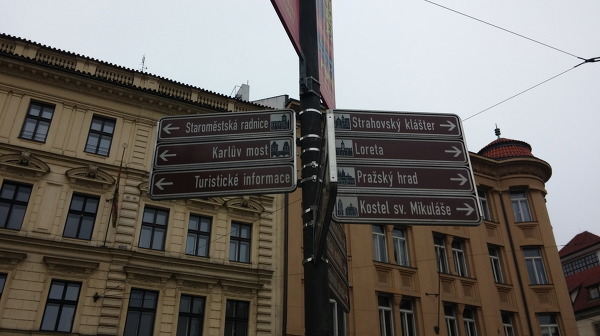 Staroměstská radnice
Karlův most
Turistické informace
Strahovský klášter
Loreta
Pražský hrad
Kostel sv. Mikuláše